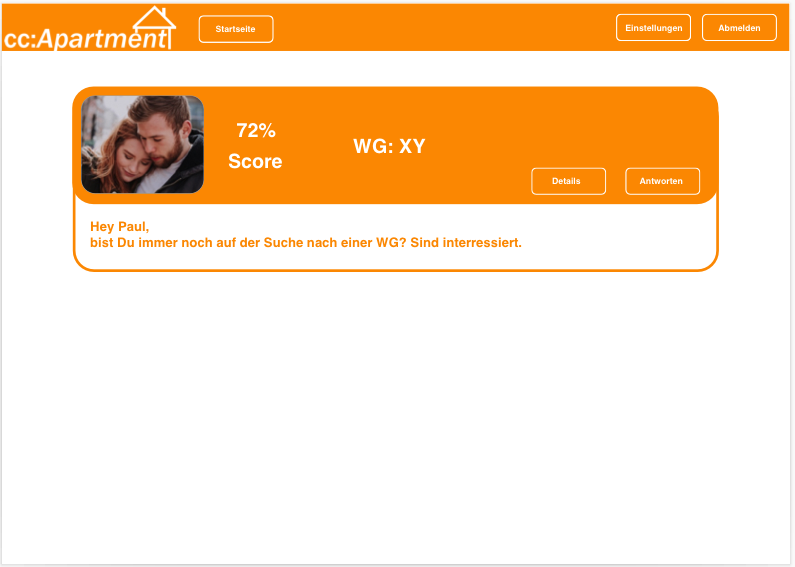 cc:Apartment
Startseite
Einstellungen
Abmelden
72%
Score
WG: XY
Details
Antworten
Hey Paul,
bist Du immer noch auf der Suche nach einer WG? Sind interressiert.